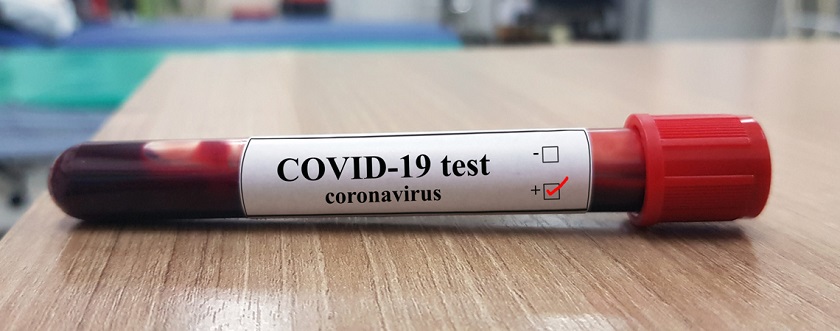 COVID-19 test
coronavirus
-
+